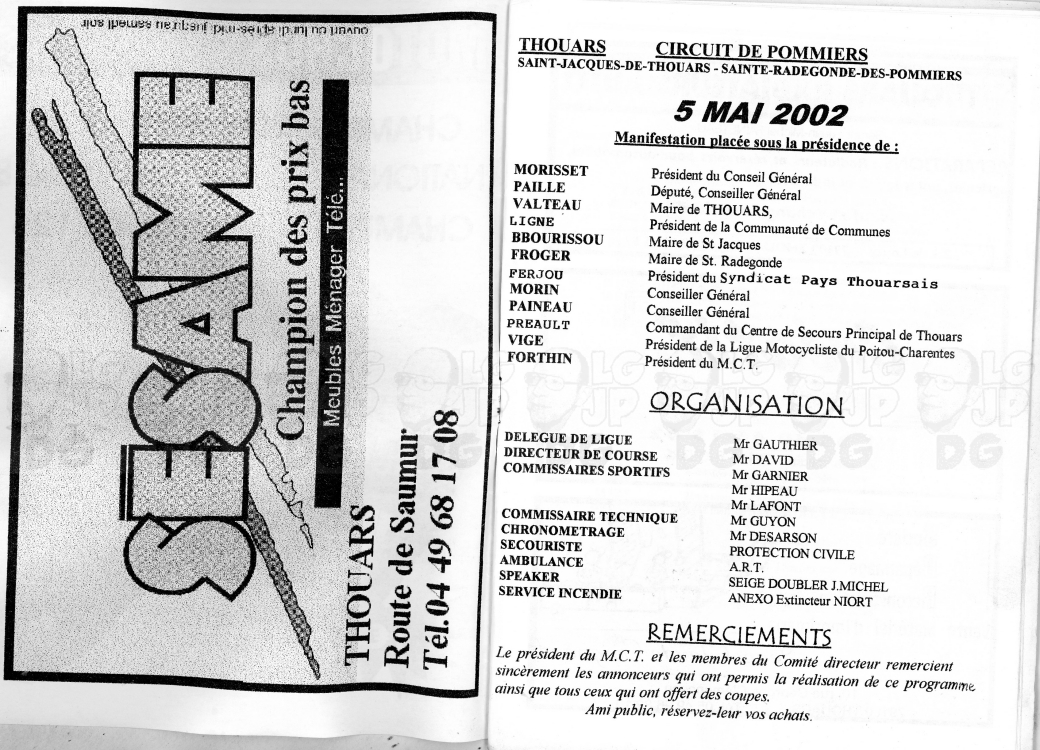 ouvert du lundi après-midi jusqu'au samedi soir
SÉSAME
Champion des prix bas
Meubles Ménager Télé...
THOUARS
Route de Saumur
Tél.04 49 68 17 08
THOUARS CIRCUIT DE POMMIERS
SAINT-JACQUES-DE-THOUARS - SAINTE-RADEGONDE-DES-POMMIERS
5 MAI 2002
Manifestation placée sous la présidence de :
MORISSET Président du Conseil Général
PAILLE Député, Conseiller Général
VALTEAU Maire de THOUARS,
LIGNE Président de la Communauté de Communes
BBOURISSOU Maire de St Jacques
FROGER Maire de St. Radegonde
FERJOU Président du Syndicat Pays Thouarsais
MORIN Conseiller Général
PAINEAU Conseiller Général
PREAULT Commandant du Centre de Secours Principal de Thouars
VIGE Président de la Ligue Motocycliste du Poitou-Charentes
FORTHIN Président du M.C.T.
ORGANISATION
DELEGUE DE LIGUE Mr GAUTHIER
DIRECTEUR DE COURSE Mr DAVID
COMMISSAIRES SPORTIFS Mr GARNIER
Mr HIPEAU
Mr LAFONT
COMMISSAIRE TECHNIQUE Mr GUYON
CHRONOMETRAGE Mr DESARSON
SECOURISTE PROTECTION CIVILE
AMBULANCE A.R.T.
SPEAKER SEIGE DOUBLER J.MICHEL
SERVICE INCENDIE ANEXO Extincteur NIORT
REMERCIEMENTS
Le président du M.C.T. et les membres du Comité directeur remercient
sincèrement les annonceurs qui ont permis la réalisation de ce programme
ainsi que tous ceux qui ont offert des coupes.
Ami public, réservez-leur vos achats.
LG JP DG